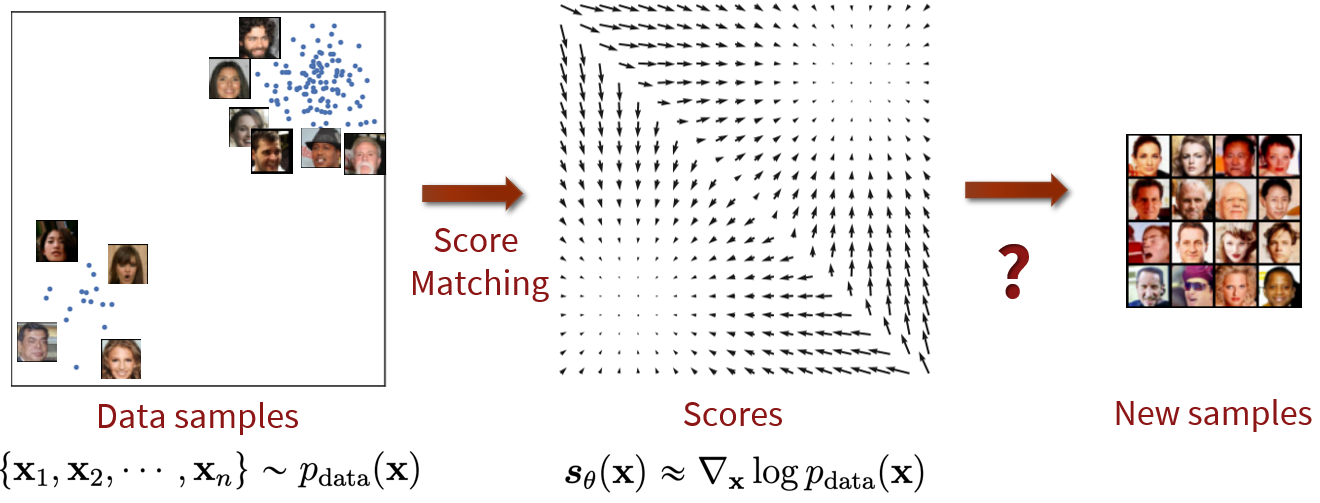 Score
Matching
?
Data samples
Scores
New samples
{x₁, x₂, ⋯ , xₙ} ∼ p_data(x)
s_θ(x) ≈ ∇ₓ log p_data(x)